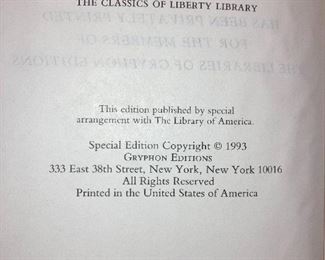 THE CLASSICS OF LIBERTY LIBRARY
HAS BEEN PRIVATELY PRINTED
FOR THE MEMBERS OF
THE LIBRARIES OF GRYPHON EDITIONS
This edition published by special
arrangement with The Library of America.
Special Edition Copyright © 1993
GRYPHON EDITIONS
333 East 38th Street, New York, New York 10016
All Rights Reserved
Printed in the United States of America